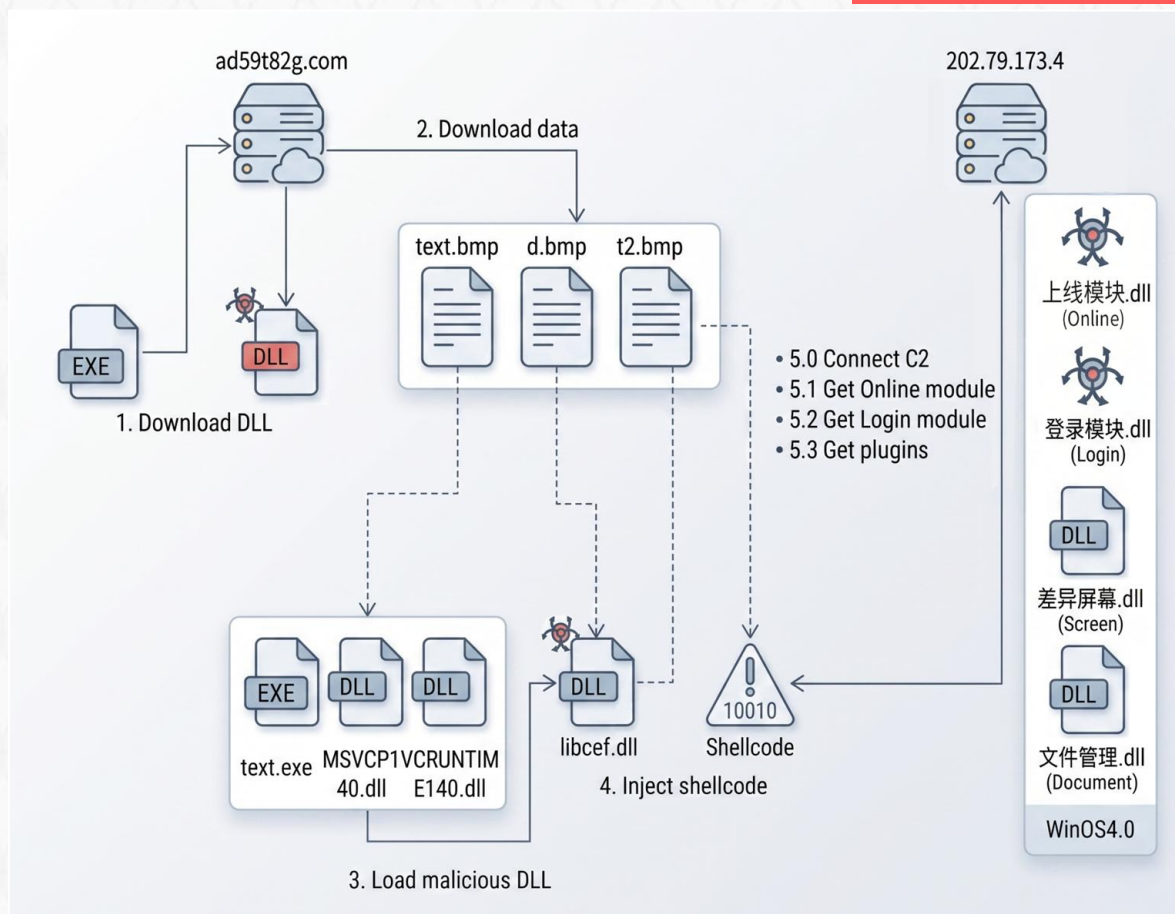 ad59t82g.com
202.79.173.4
2. Download data
text.bmp
d.bmp
t2.bmp
EXE
DLL
1. Download DLL
• 5.0 Connect C2
• 5.1 Get Online module
• 5.2 Get Login module
• 5.3 Get plugins
上线模块.dll
(Online)
登录模块.dll
(Login)
DLL
差异屏幕.dll
(Screen)
DLL
文件管理.dll
(Document)
WinOS4.0
EXE
DLL
DLL
text.exe
MSVCP1
40.dll
VCRUNTIM
E140.dll
DLL
libcef.dll
10010
Shellcode
4. Inject shellcode
3. Load malicious DLL